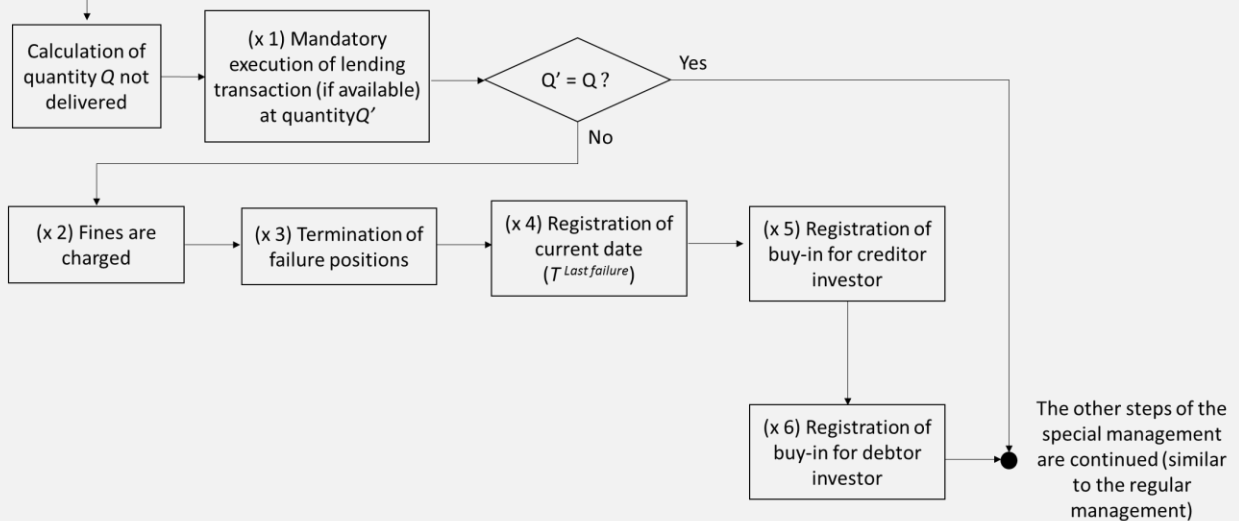 Calculation of
quantity Q not
delivered
(x 1) Mandatory
execution of lending
transaction (if available)
at quantityQ’
Q’ = Q ?
Yes
No
(x 2) Fines are
charged
(x 3) Termination of
failure positions
(x 4) Registration of
current date
(T Last failure)
(x 5) Registration of
buy-in for creditor
investor
(x 6) Registration of
buy-in for debtor
investor
The other steps of the
special management
are continued (similar
to the regular
management)